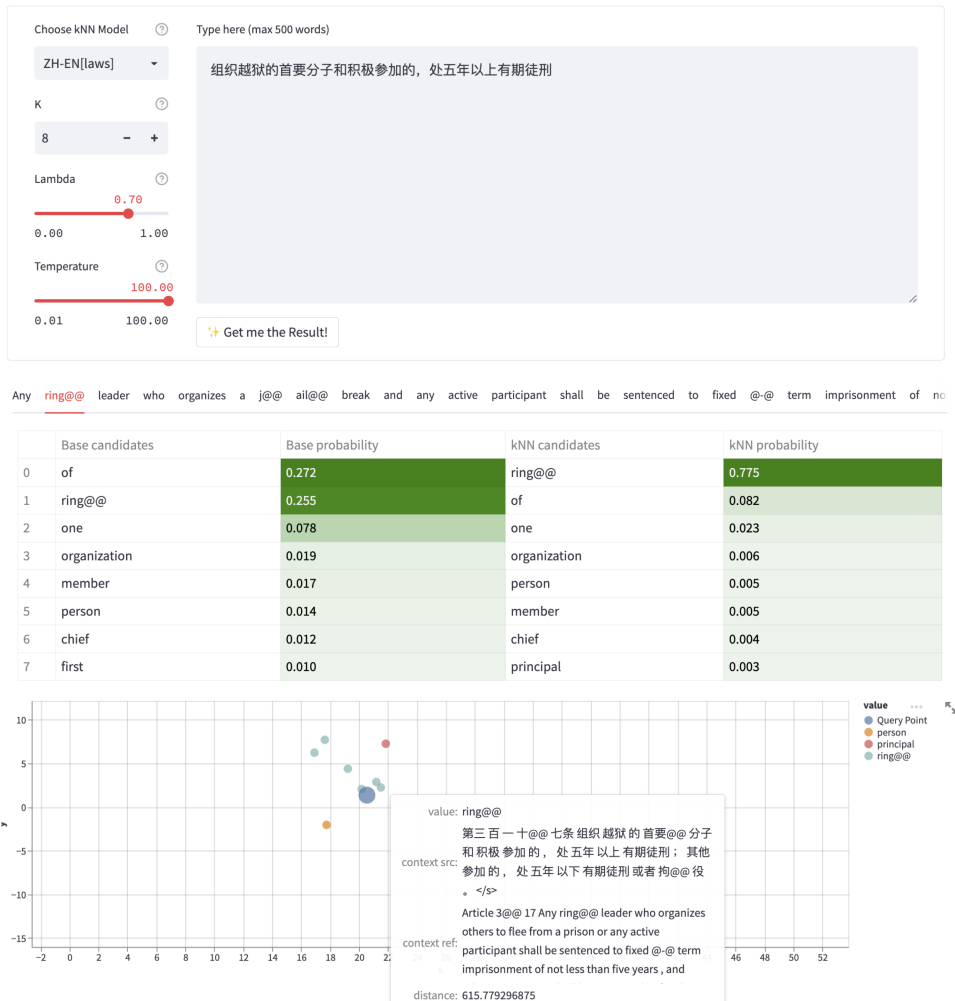 Choose kNN Model
Type here (max 500 words)
ZH-EN[laws]
组织越狱的首要分子和积极参加的，处五年以上有期徒刑
K
8 - +
Lambda
0.70
0.00 1.00
Temperature
100.00
0.01 100.00
✨ Get me the Result!
Any ring@@ leader who organizes a j@@ ail@@ break and any active participant shall be sentenced to fixed @-@ term imprisonment of no
Base candidates Base probability kNN candidates kNN probability
0 of 0.272 ring@@ 0.775
1 ring@@ 0.255 of 0.082
2 one 0.078 one 0.023
3 organization 0.019 organization 0.006
4 member 0.017 person 0.005
5 person 0.014 member 0.005
6 chief 0.012 chief 0.004
7 first 0.010 principal 0.003
value
Query Point
person
principal
ring@@
10
5
0
−5
−10
−15
y
−2 0 2 4 6 8 10 12 14 16 18 20 22 44 46 48 50 52
value: ring@@
context src: 第三 百 一 十@@ 七条 组织 越狱 的 首要@@ 分子
和 积极 参加 的 ， 处 五年 以上 有期徒刑 ； 其他
参加 的 ， 处 五年 以下 有期徒刑 或者 拘@@ 役
。 </s>
context ref: Article 3@@ 17 Any ring@@ leader who organizes
others to flee from a prison or any active
participant shall be sentenced to fixed @-@ term
imprisonment of not less than five years , and
distance: 615.779296875